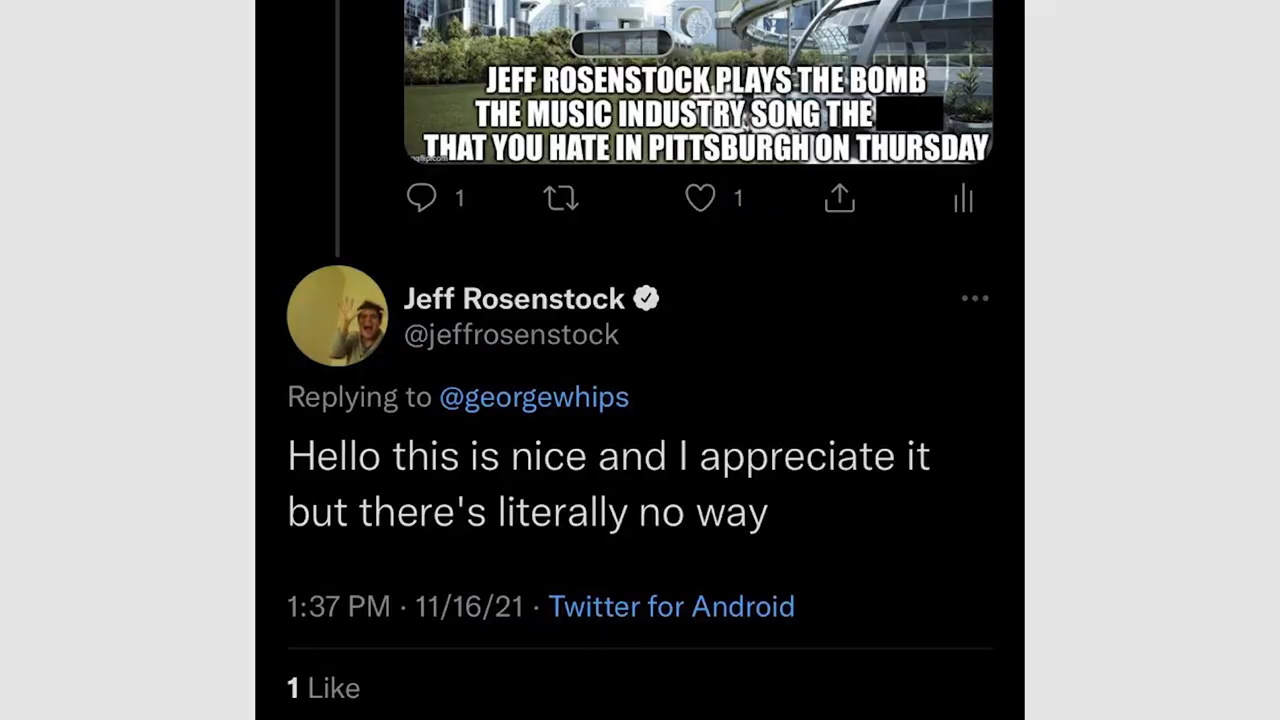 JEFF ROSENSTOCK PLAYS THE BOMB
THE MUSIC INDUSTRY SONG THE
THAT YOU HATE IN PITTSBURGH ON THURSDAY
1 1
Jeff Rosenstock
@jeffrosenstock
Replying to @georgewhips
Hello this is nice and I appreciate it
but there's literally no way
1:37 PM · 11/16/21 · Twitter for Android
1 Like